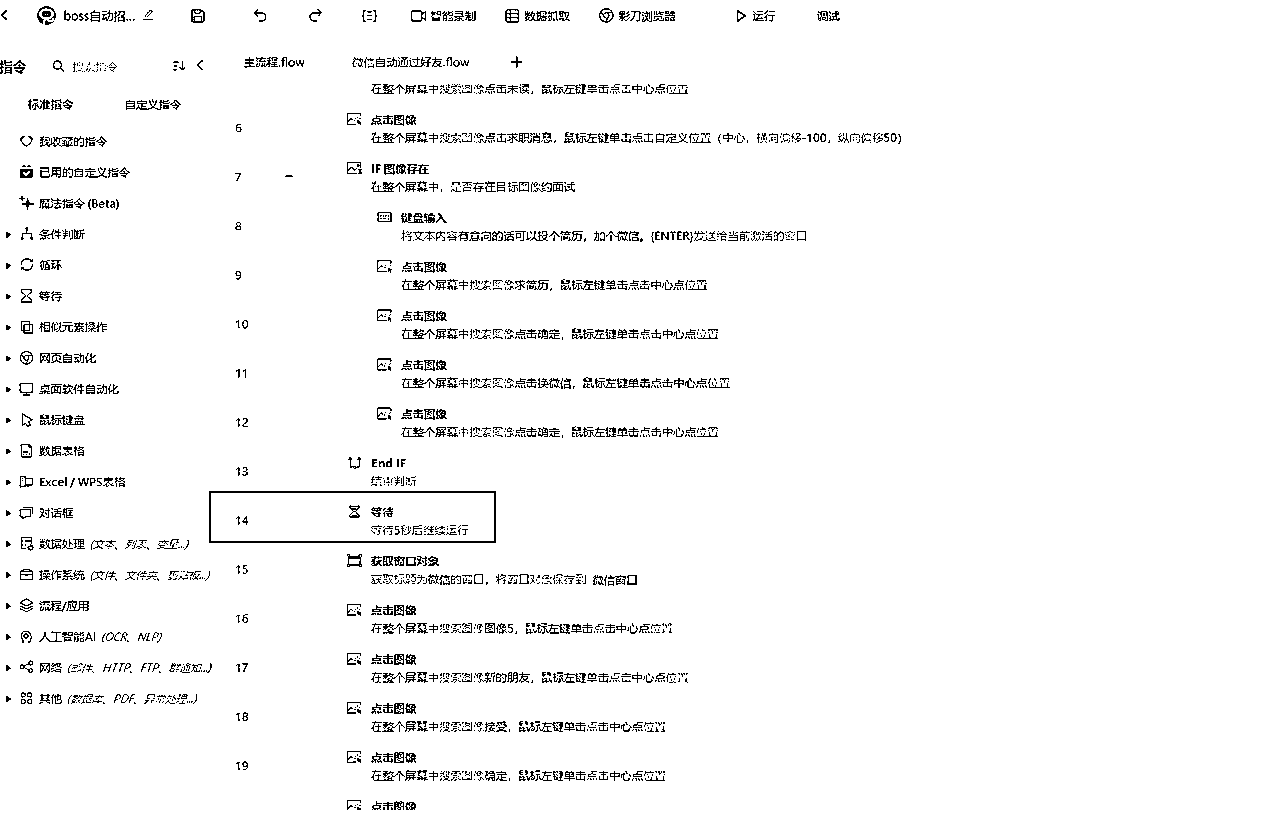 boss自动招...
智能录制
数据抓取
影刀浏览器
运行
调试
指令
搜索指令
主流程.flow
微信自动通过好友.flow
标准指令
自定义指令
我收藏的指令
已用的自定义指令
魔法指令 (Beta)
条件判断
循环
等待
相似元素操作
网页自动化
桌面软件自动化
鼠标键盘
数据表格
Excel / WPS表格
对话框
数据处理 (文本、列表、变量...)
操作系统 (文件、文件夹、剪贴板...)
流程/应用
人工智能AI (OCR、NLP)
网络 (邮件、HTTP、FTP、群通知...)
其他 (数据库、PDF、异常处理...)
在整个屏幕中搜索图像点击未读，鼠标左键单击点击中心点位置
6
点击图像
在整个屏幕中搜索图像点击求职消息，鼠标左键单击点击自定义位置（中心，横向偏移-100，纵向偏移50）
7
IF 图像存在
在整个屏幕中，是否存在目标图像约面试
8
键盘输入
将文本内容有意向的话可以投个简历，加个微信。{ENTER}发送给当前激活的窗口
9
点击图像
在整个屏幕中搜索图像求简历，鼠标左键单击点击中心点位置
10
点击图像
在整个屏幕中搜索图像点击确定，鼠标左键单击点击中心点位置
11
点击图像
在整个屏幕中搜索图像点击换微信，鼠标左键单击点击中心点位置
12
点击图像
在整个屏幕中搜索图像点击确定，鼠标左键单击点击中心点位置
13
End IF
结束判断
14
等待
等待5秒后继续运行
15
获取窗口对象
获取标题为微信的窗口，将窗口对象保存到 微信窗口
16
点击图像
在整个屏幕中搜索图像图像5，鼠标左键单击点击中心点位置
17
点击图像
在整个屏幕中搜索图像新的朋友，鼠标左键单击点击中心点位置
18
点击图像
在整个屏幕中搜索图像接受，鼠标左键单击点击中心点位置
19
点击图像
在整个屏幕中搜索图像确定，鼠标左键单击点击中心点位置
点击图像